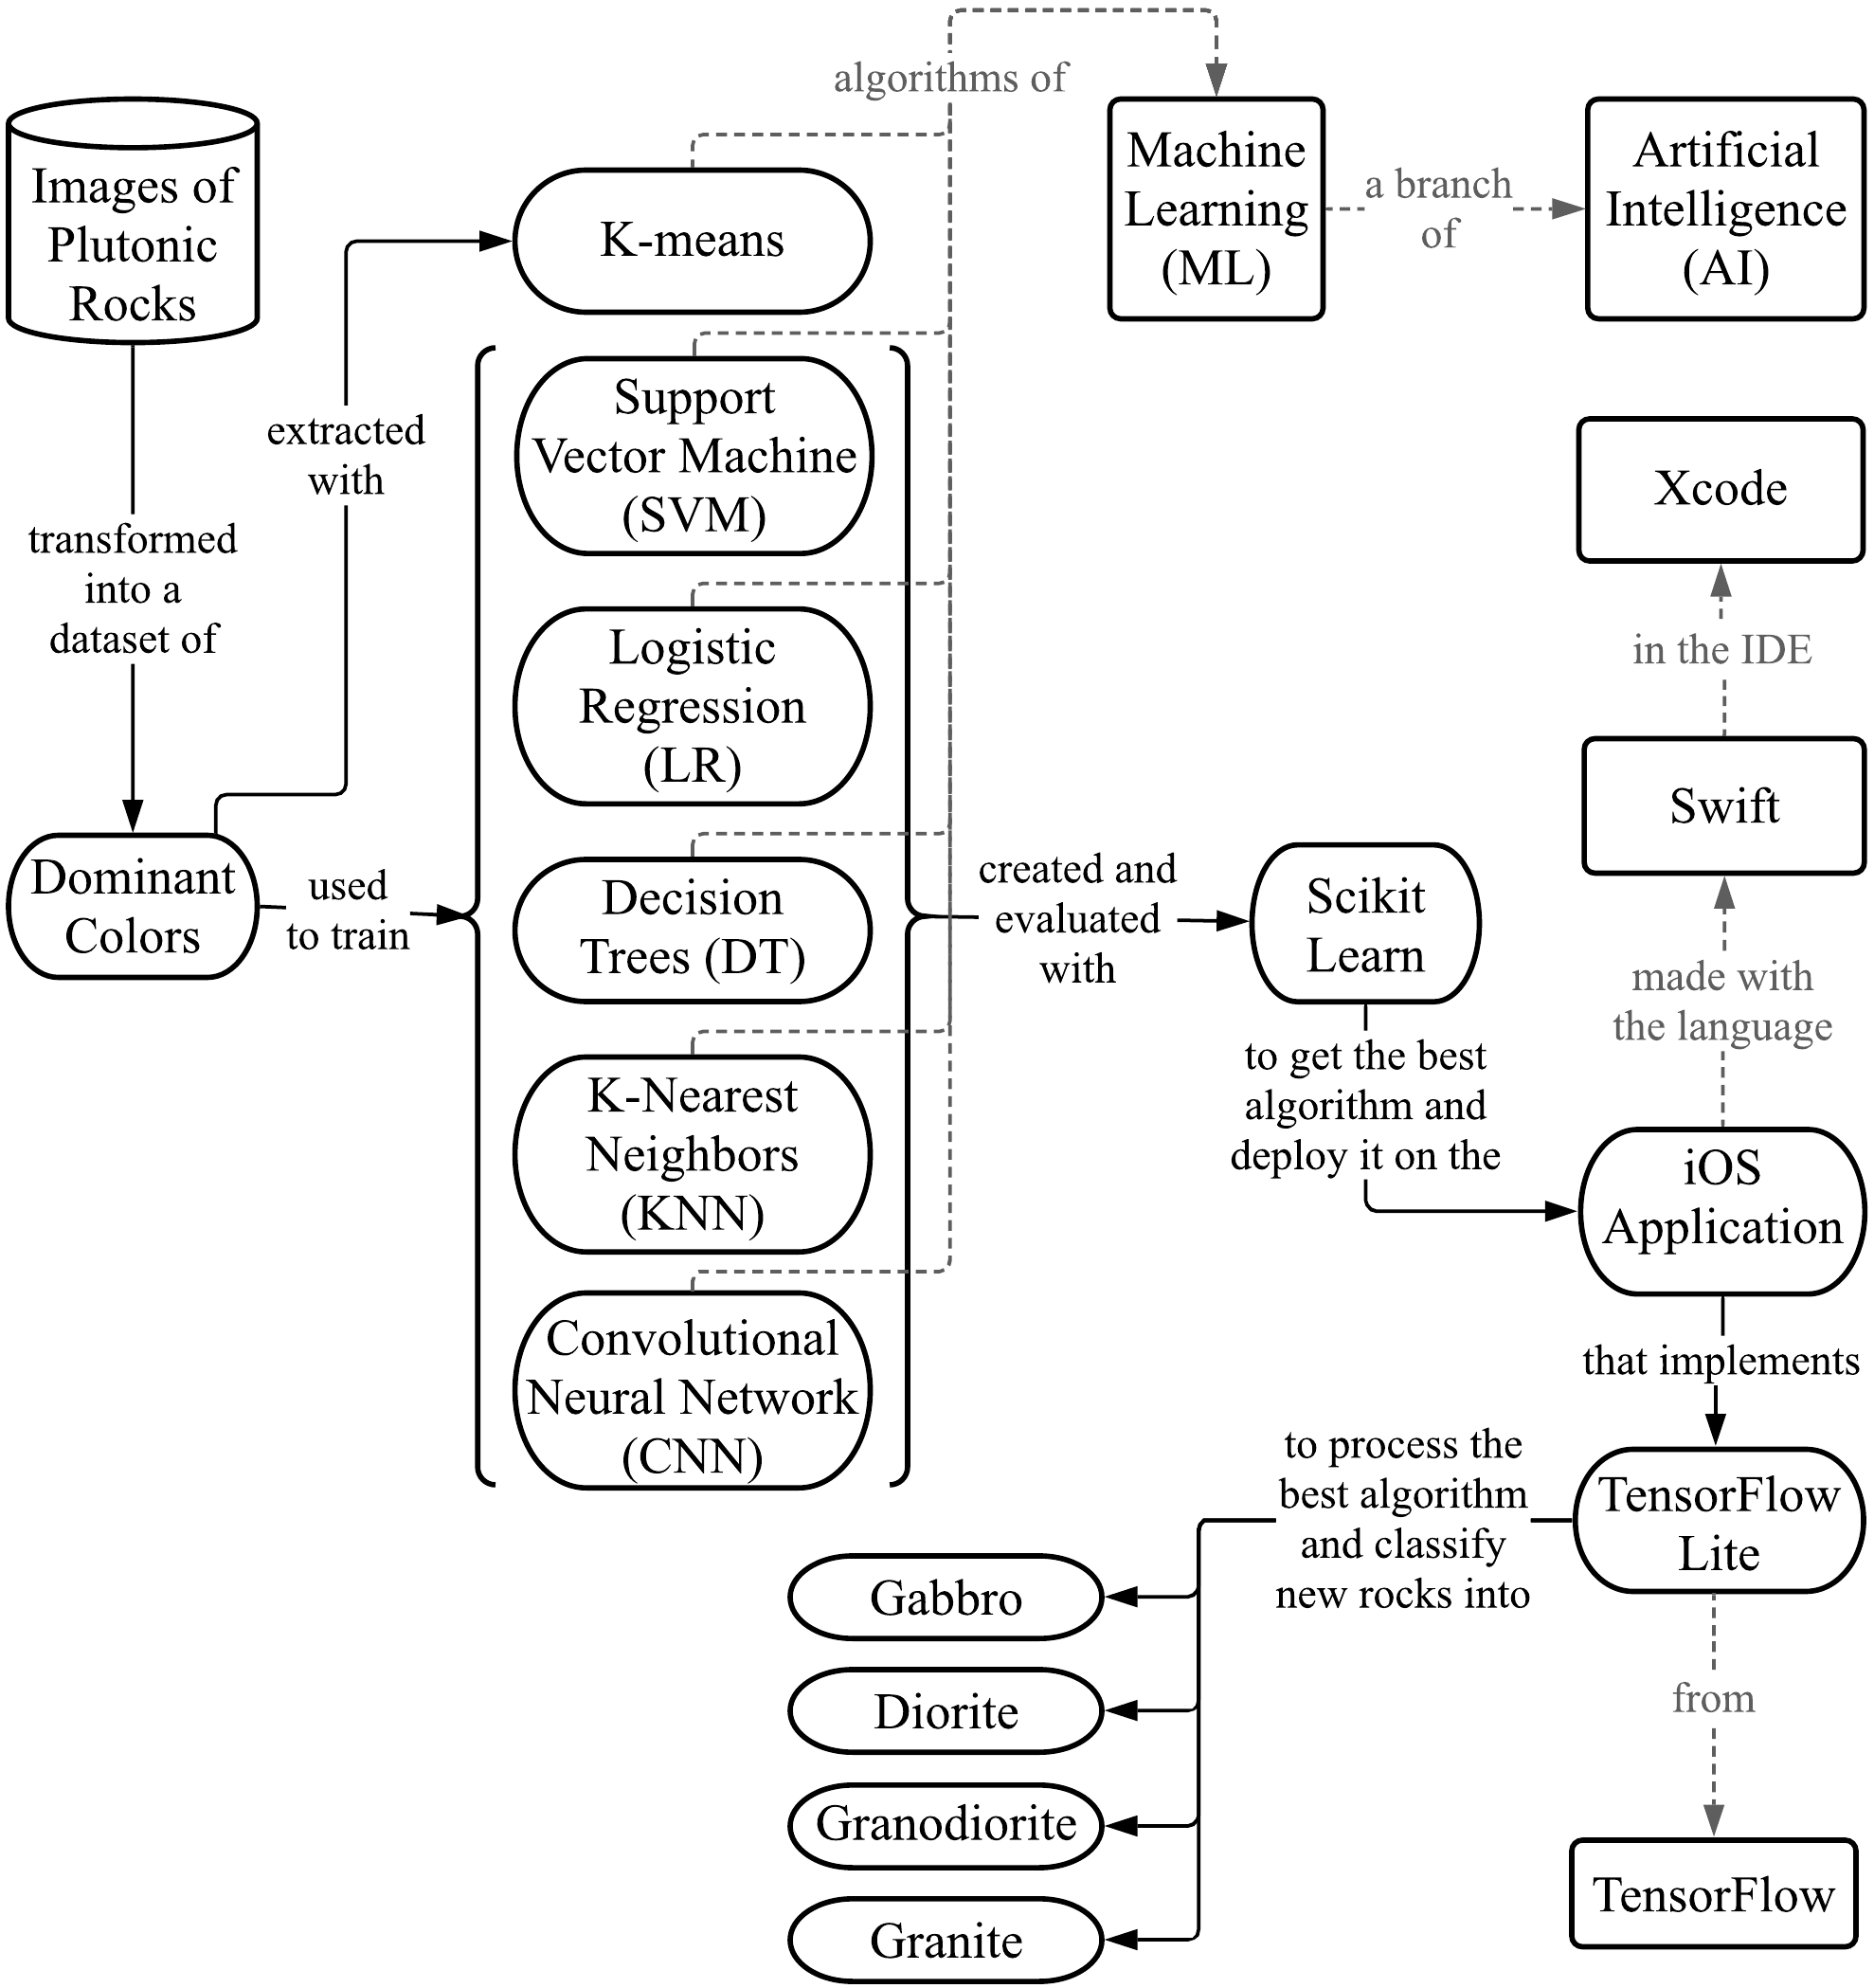 algorithms of
Images of
Plutonic
Rocks
K-means
Machine
Learning
(ML)
a branch
of
Artificial
Intelligence
(AI)
extracted
with
transformed
into a
dataset of
Support
Vector Machine
(SVM)
Xcode
in the IDE
Logistic
Regression
(LR)
Swift
Dominant
Colors
used
to train
Decision
Trees (DT)
created and
evaluated
with
Scikit
Learn
made with
the language
to get the best
algorithm and
deploy it on the
K-Nearest
Neighbors
(KNN)
iOS
Application
Convolutional
Neural Network
(CNN)
that implements
to process the
best algorithm
and classify
new rocks into
TensorFlow
Lite
Gabbro
Diorite
from
Granodiorite
TensorFlow
Granite